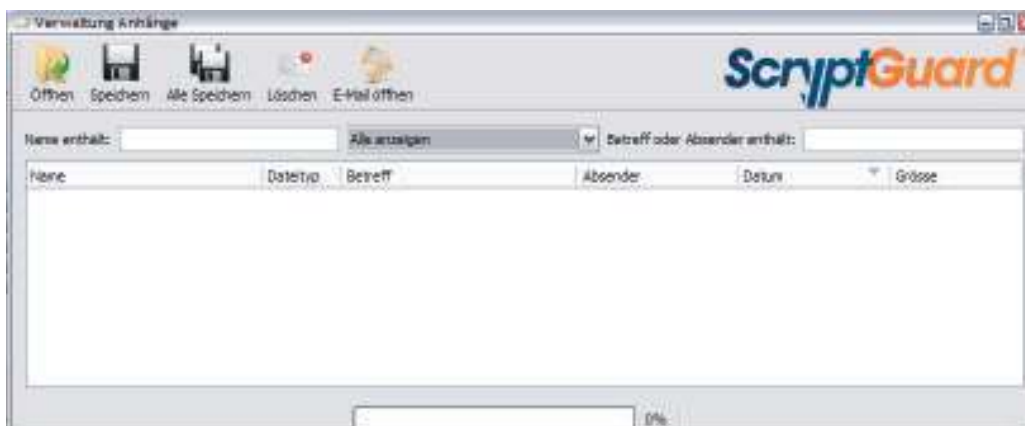 Verwaltung Anhänge
ScryptGuard
Öffnen Speichern Alle Speichern Löschen E-Mail öffnen
Name enthält: Alle anzeigen Betreff oder Absender enthält:
Name Dateityp Betreff Absender Datum Grösse
0%